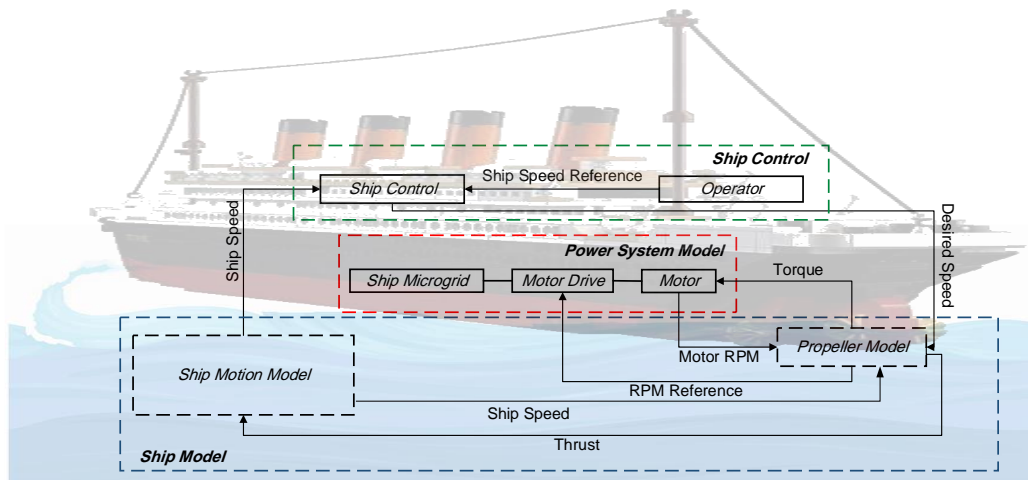 Ship Control
Ship Speed Reference
Ship Control
Operator
Ship Speed
Desired Speed
Power System Model
Ship Microgrid
Motor Drive
Motor
Torque
Motor RPM
Propeller Model
Ship Motion Model
RPM Reference
Ship Speed
Thrust
Ship Model